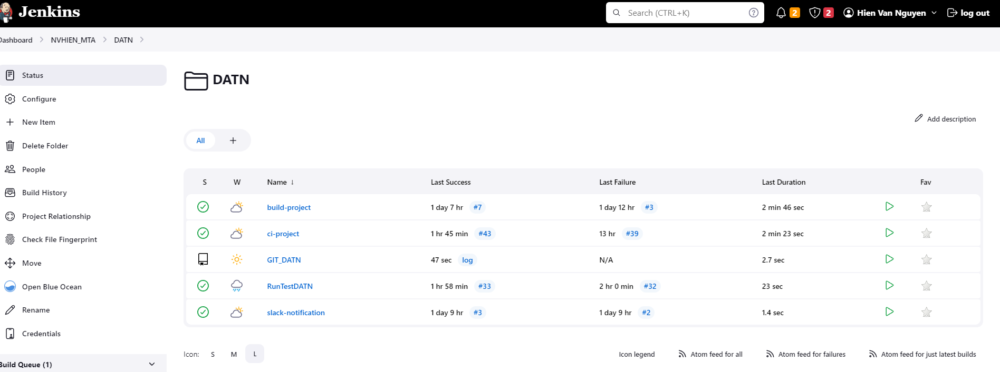 Jenkins
Search (CTRL+K)
2
2
Hien Van Nguyen
log out
Dashboard
NVHIEN_MTA
DATN
Status
Configure
New Item
Delete Folder
People
Build History
Project Relationship
Check File Fingerprint
Move
Open Blue Ocean
Rename
Credentials
Build Queue (1)
DATN
Add description
All +
S W Name ↓ Last Success Last Failure Last Duration Fav
build-project 1 day 7 hr #7 1 day 12 hr #3 2 min 46 sec
ci-project 1 hr 45 min #43 13 hr #39 2 min 23 sec
GIT_DATN 47 sec log N/A 2.7 sec
RunTestDATN 1 hr 58 min #33 2 hr 0 min #32 23 sec
slack-notification 1 day 9 hr #3 1 day 9 hr #2 1.4 sec
Icon: S M L
Icon legend
Atom feed for all
Atom feed for failures
Atom feed for just latest builds